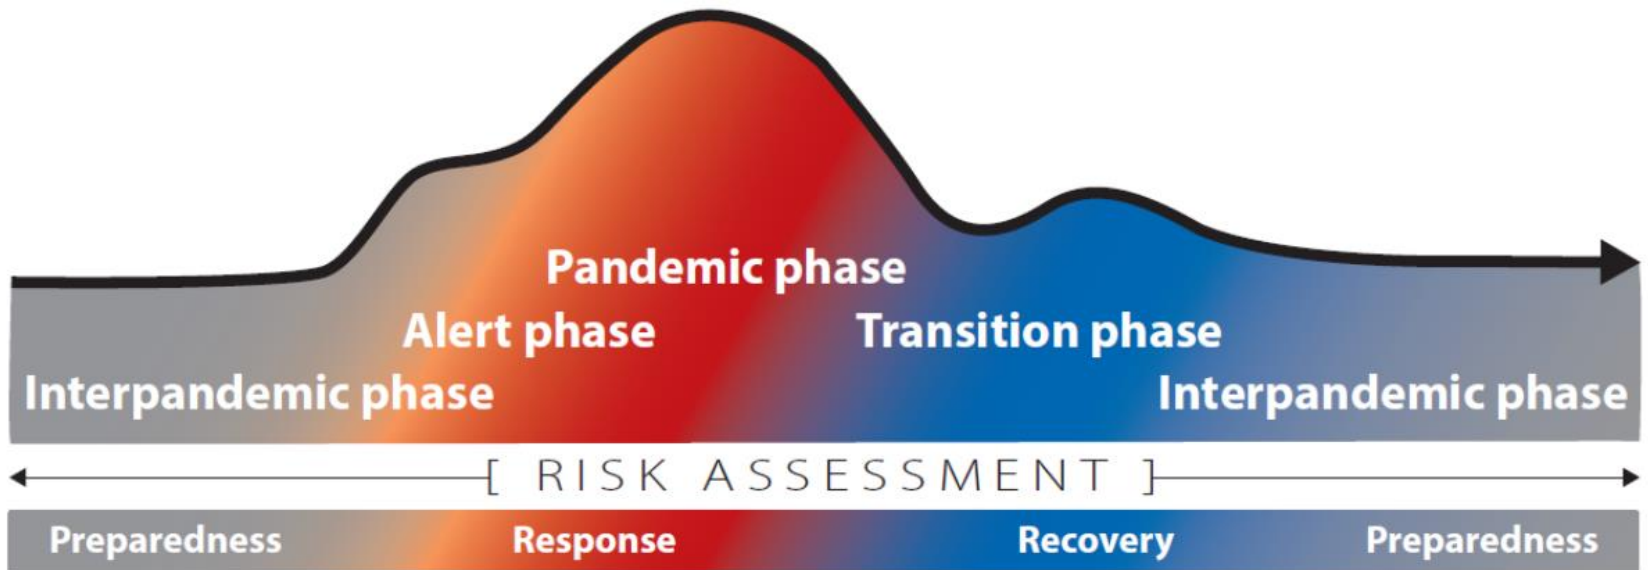 Pandemic phase
Alert phase
Transition phase
Interpandemic phase
Interpandemic phase
[ RISK ASSESSMENT ]
Preparedness
Response
Recovery
Preparedness